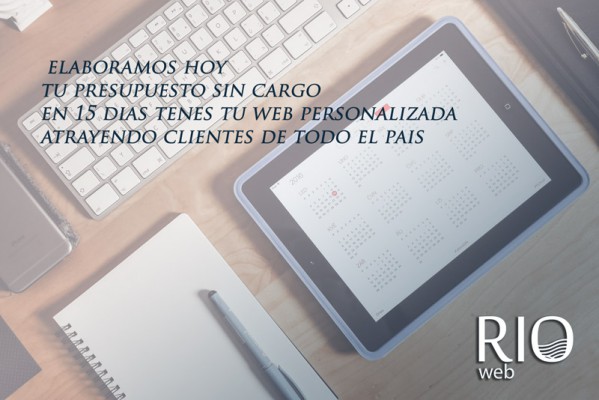 ELABORAMOS HOY
TU PRESUPUESTO SIN CARGO
EN 15 DIAS TENES TU WEB PERSONALIZADA
ATRAYENDO CLIENTES DE TODO EL PAIS
RIO
web